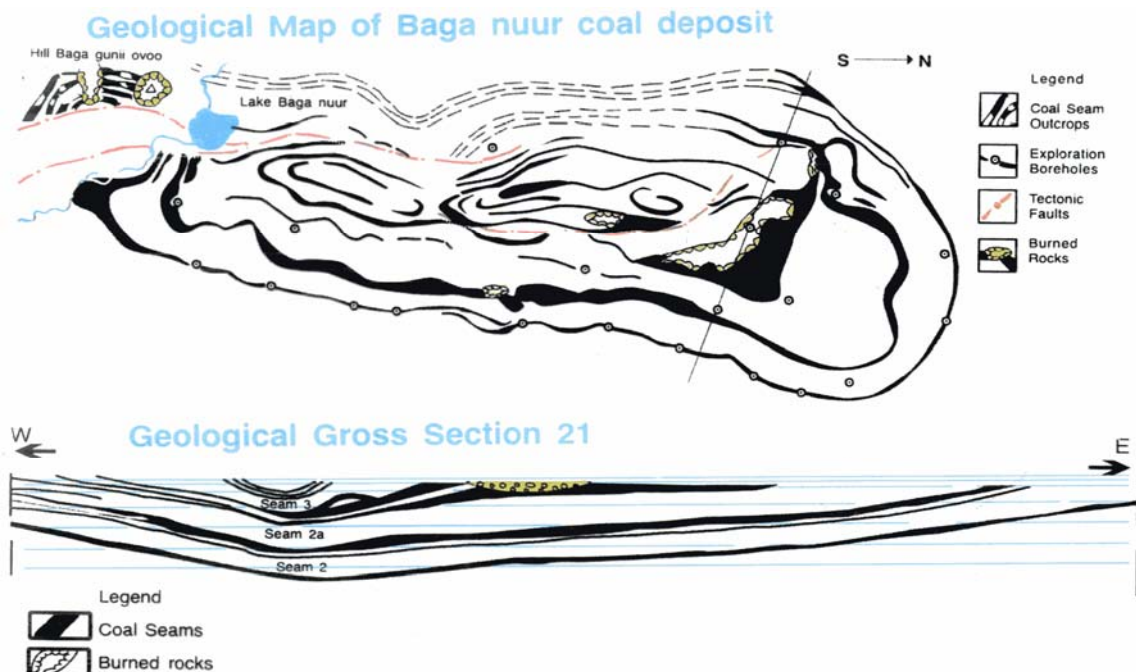 Geological Map of Baga nuur coal deposit
Hill Baga gunii ovoo
Lake Baga nuur
S N
Legend
Coal Seam
Outcrops
Exploration
Boreholes
Tectonic
Faults
Burned
Rocks
W
Geological Gross Section 21
E
Seam 3
Seam 2a
Seam 2
Legend
Coal Seams
Burned rocks